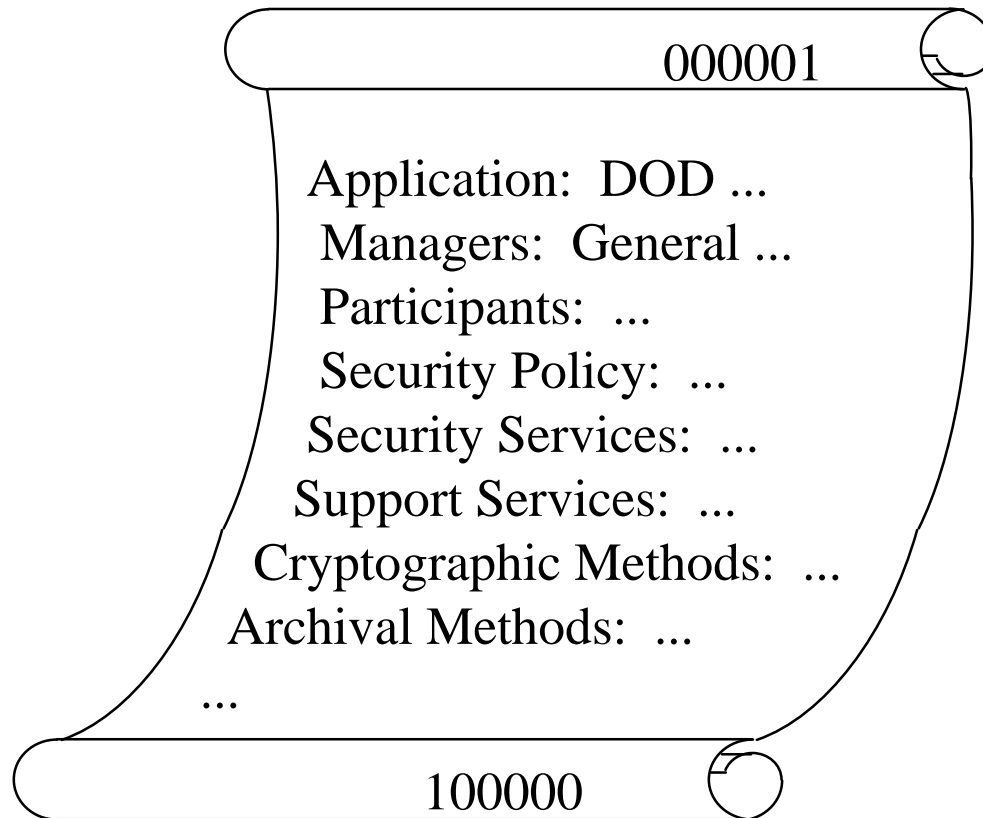 000001
Application: DOD ...
Managers: General ...
Participants: ...
Security Policy: ...
Security Services: ...
Support Services: ...
Cryptographic Methods: ...
Archival Methods: ...
...
100000